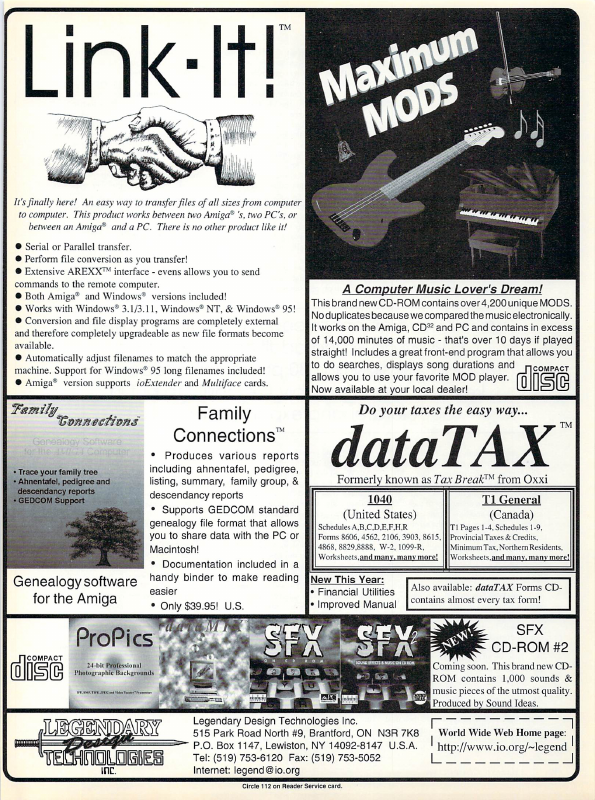 Link·It!™
It's finally here! An easy way to transfer files of all sizes from computer
to computer. This product works between two Amiga®'s, two PC's, or
between an Amiga® and a PC. There is no other product like it!
● Serial or Parallel transfer.
● Perform file conversion as you transfer!
● Extensive AREXX™ interface - evens allows you to send
commands to the remote computer.
● Both Amiga® and Windows® versions included!
● Works with Windows® 3.1/3.11, Windows® NT, & Windows® 95!
● Conversion and file display programs are completely external
and therefore completely upgradeable as new file formats become
available.
● Automatically adjust filenames to match the appropriate
machine. Support for Windows® 95 long filenames included!
● Amiga® version supports ioExtender and Multiface cards.
Maximum
MODS
A Computer Music Lover's Dream!
This brand new CD-ROM contains over 4,200 unique MODS.
No duplicates because we compared the music electronically.
It works on the Amiga, CD³² and PC and contains in excess
of 14,000 minutes of music - that's over 10 days if played
straight! Includes a great front-end program that allows you
to do searches, displays song durations and
allows you to use your favorite MOD player.
Now available at your local dealer!
COMPACT
disc
Family
Connections™
Genealogy Software
for the Amiga Computer
• Trace your family tree
• Ahnentafel, pedigree and
descendancy reports
• GEDCOM Support
Genealogy software
for the Amiga
Family
Connections™
• Produces various reports
including ahnentafel, pedigree,
listing, summary, family group, &
descendancy reports
• Supports GEDCOM standard
genealogy file format that allows
you to share data with the PC or
Macintosh!
• Documentation included in a
handy binder to make reading
easier
• Only $39.95! U.S.
Do your taxes the easy way...
dataTAX™
Formerly known as Tax Break™ from Oxxi
1040
(United States)
Schedules A,B,C,D,E,F,H,R
Forms 8606, 4562, 2106, 3903, 8615,
4868, 8829,8888, W-2, 1099-R,
Worksheets,and many, many more!
T1 General
(Canada)
T1 Pages 1-4, Schedules 1-9,
Provincial Taxes & Credits,
Minimum Tax, Northern Residents,
Worksheets,and many, many more!
New This Year:
• Financial Utilities
• Improved Manual
Also available: dataTAX Forms CD-
contains almost every tax form!
COMPACT
disc
ProPics
24-bit Professional
Photographic Backgrounds
SFX
SFX
NEW!
SFX
CD-ROM #2
Coming soon. This brand new CD-
ROM contains 1,000 sounds &
music pieces of the utmost quality.
Produced by Sound Ideas.
LEGENDARY
Design
TECHNOLOGIES
INC.
Legendary Design Technologies Inc.
515 Park Road North #9, Brantford, ON N3R 7K8
P.O. Box 1147, Lewiston, NY 14092-8147 U.S.A.
Tel: (519) 753-6120 Fax: (519) 753-5052
Internet: legend@io.org
World Wide Web Home page:
http://www.io.org/~legend
Circle 112 on Reader Service card.